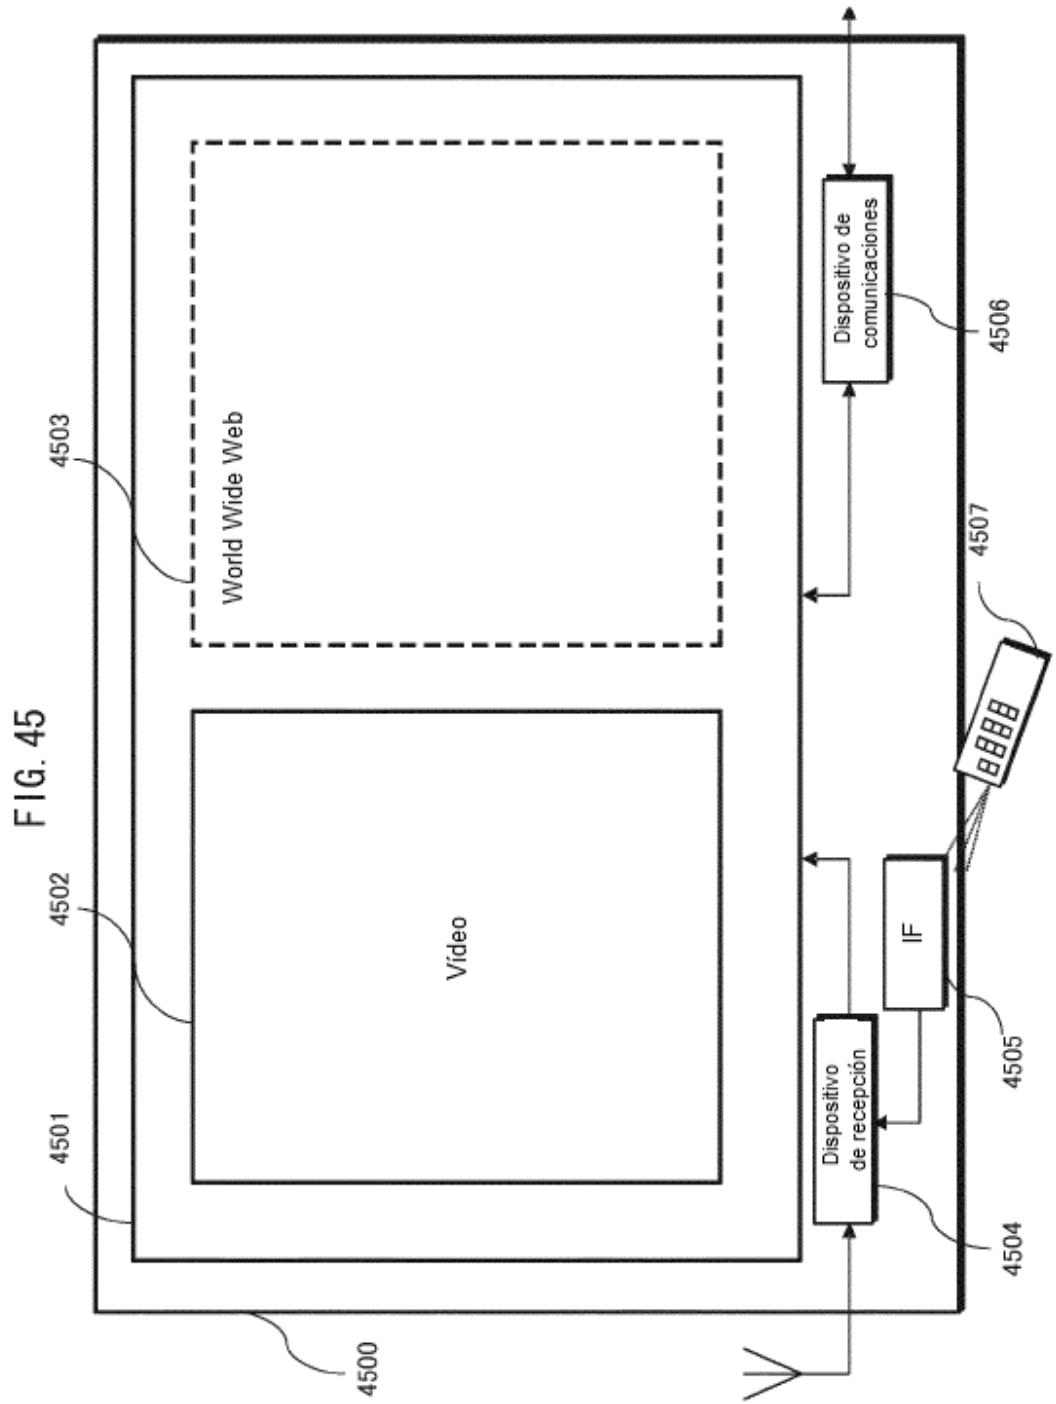 FIG. 45
4501
4502
4503
Vídeo
World Wide Web
Dispositivo
de recepción
IF
Dispositivo de
comunicaciones
4500
4504
4505
4507
4506